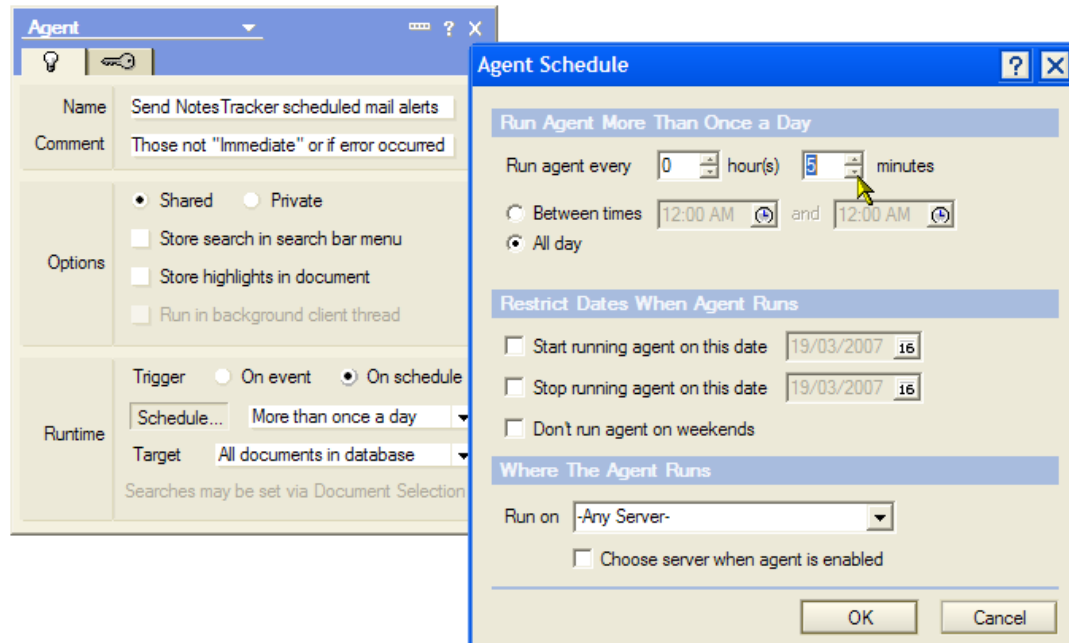 Agent
Name Send NotesTracker scheduled mail alerts
Comment Those not "Immediate" or if error occurred
Options
Shared Private
Store search in search bar menu
Store highlights in document
Run in background client thread
Runtime
Trigger On event On schedule
Schedule... More than once a day
Target All documents in database
Searches may be set via Document Selection
Agent Schedule
Run Agent More Than Once a Day
Run agent every 0 hour(s) 5 minutes
Between times 12:00 AM and 12:00 AM
All day
Restrict Dates When Agent Runs
Start running agent on this date 19/03/2007 16
Stop running agent on this date 19/03/2007 16
Don't run agent on weekends
Where The Agent Runs
Run on -Any Server-
Choose server when agent is enabled
OK Cancel